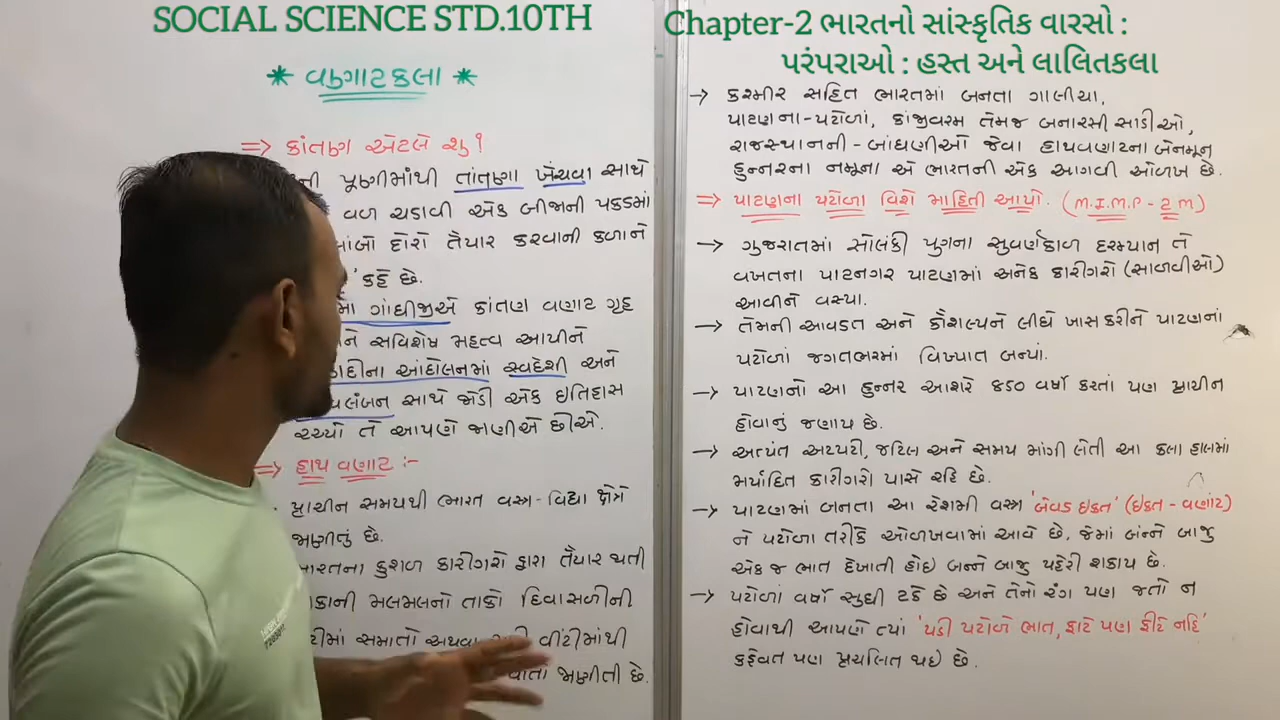 SOCIAL SCIENCE STD.10TH
Chapter-2 ભારતનો સાંસ્કૃતિક વારસો :
પરંપરાઓ : હસ્ત અને લાલિતકલા
* વણાટકલા *
⇒ કાંતણ એટલે શુ ?
પૂણીમાંથી તાંતણા ખેંચવા સાથે
વળ ચડાવી એક બીજાની પકડમાં
દોરો તૈયાર કરવાની કળાને
' કહે છે.
ગાંધીજીએ કાંતણ વણાટ ગૃહ
ને સવિશેષ મહત્વ આપીને
આંદોલનમાં સ્વદેશી અને
સાથે જોડી એક ઇતિહાસ
રચ્યો તે આપણે જાણીએ છીએ.
⇒ હાથ વણાટ :-
પ્રાચીન સમયથી ભારત વસ્ત્ર-વિદ્યા ક્ષેત્રે
જાણીતું છે.
કુશળ કારીગરો દ્વારા તૈયાર થતી
મલમલનો તાકો દિવાસળીની
સમાતો અથવા વીંટીમાંથી
જાણીતી છે.
→ કશ્મીર સહિત ભારતમાં બનતા ગાલીચા,
પાટણના-પટોળાં, કાંજીવરમ તેમજ બનારસી સાડીઓ,
રાજસ્થાનની-બાંધણીઓ જેવા હાથવણાટના બેનમૂન
હુન્નરના નમૂના એ ભારતની એક આગવી ઓળખ છે.
⇒ પાટણના પટોળા વિશે માહિતી આપો. (M.I.M.P - 2 M)
→ ગુજરાતમાં સોલંકી યુગના સુવર્ણકાળ દરમ્યાન તે
વખતના પાટનગર પાટણમાં અનેક કારીગરો (સાળવીઓ)
આવીને વસ્યા.
→ તેમની આવડત અને કૌશલ્યને લીધે ખાસ કરીને પાટણનાં
પટોળાં જગતભરમાં વિખ્યાત બન્યાં.
→ પાટણનો આ હુન્નર આશરે ૮૫૦ વર્ષો કરતાં પણ પ્રાચીન
હોવાનું જણાય છે.
→ અત્યંત અટપટી, જટિલ અને સમય માંગી લેતી આ કલા હાલમાં
મર્યાદિત કારીગરો પાસે રહિ છે.
→ પાટણમાં બનતા આ રેશમી વસ્ત્ર 'બેવડ ઇકત' (ઇકત - વણાંટ)
ને પટોળા તરીકે ઓળખવામાં આવે છે. જેમાં બંન્ને બાજુ
એક જ ભાત દેખાતી હોઇ બન્ને બાજુ પહેરી શકાય છે.
→ પટોળાં વર્ષો સુધી ટકે છે અને તેનો રંગ પણ જતો ન
હોવાથી આપણે ત્યાં 'પડી પટોળે ભાત, ફાટે પણ ફીટે નહિ'
કહેવત પણ પ્રચલિત થઇ છે.